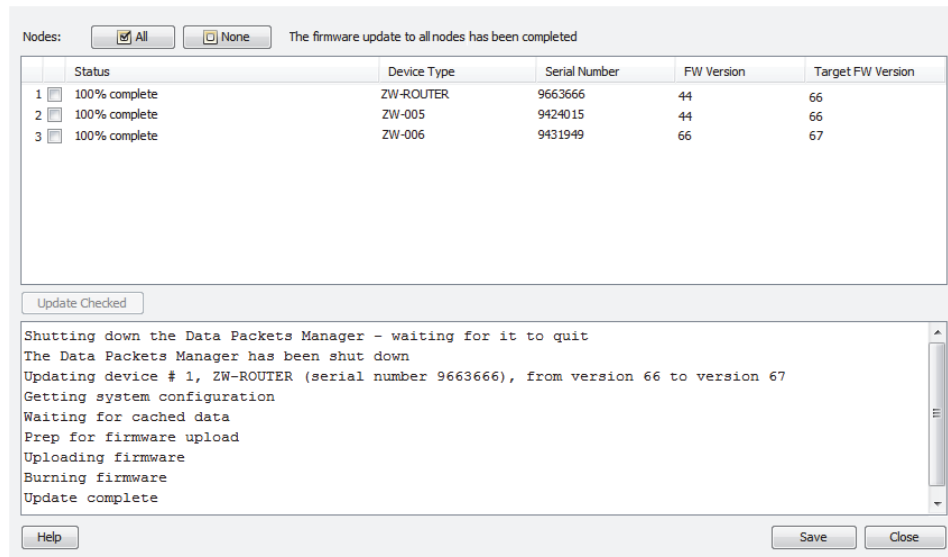 Nodes: All None The firmware update to all nodes has been completed
Status Device Type Serial Number FW Version Target FW Version
1 100% complete ZW-ROUTER 9663666 44 66
2 100% complete ZW-005 9424015 44 66
3 100% complete ZW-006 9431949 66 67
Update Checked
Shutting down the Data Packets Manager - waiting for it to quit
The Data Packets Manager has been shut down
Updating device # 1, ZW-ROUTER (serial number 9663666), from version 66 to version 67
Getting system configuration
Waiting for cached data
Prep for firmware upload
Uploading firmware
Burning firmware
Update complete
Help Save Close